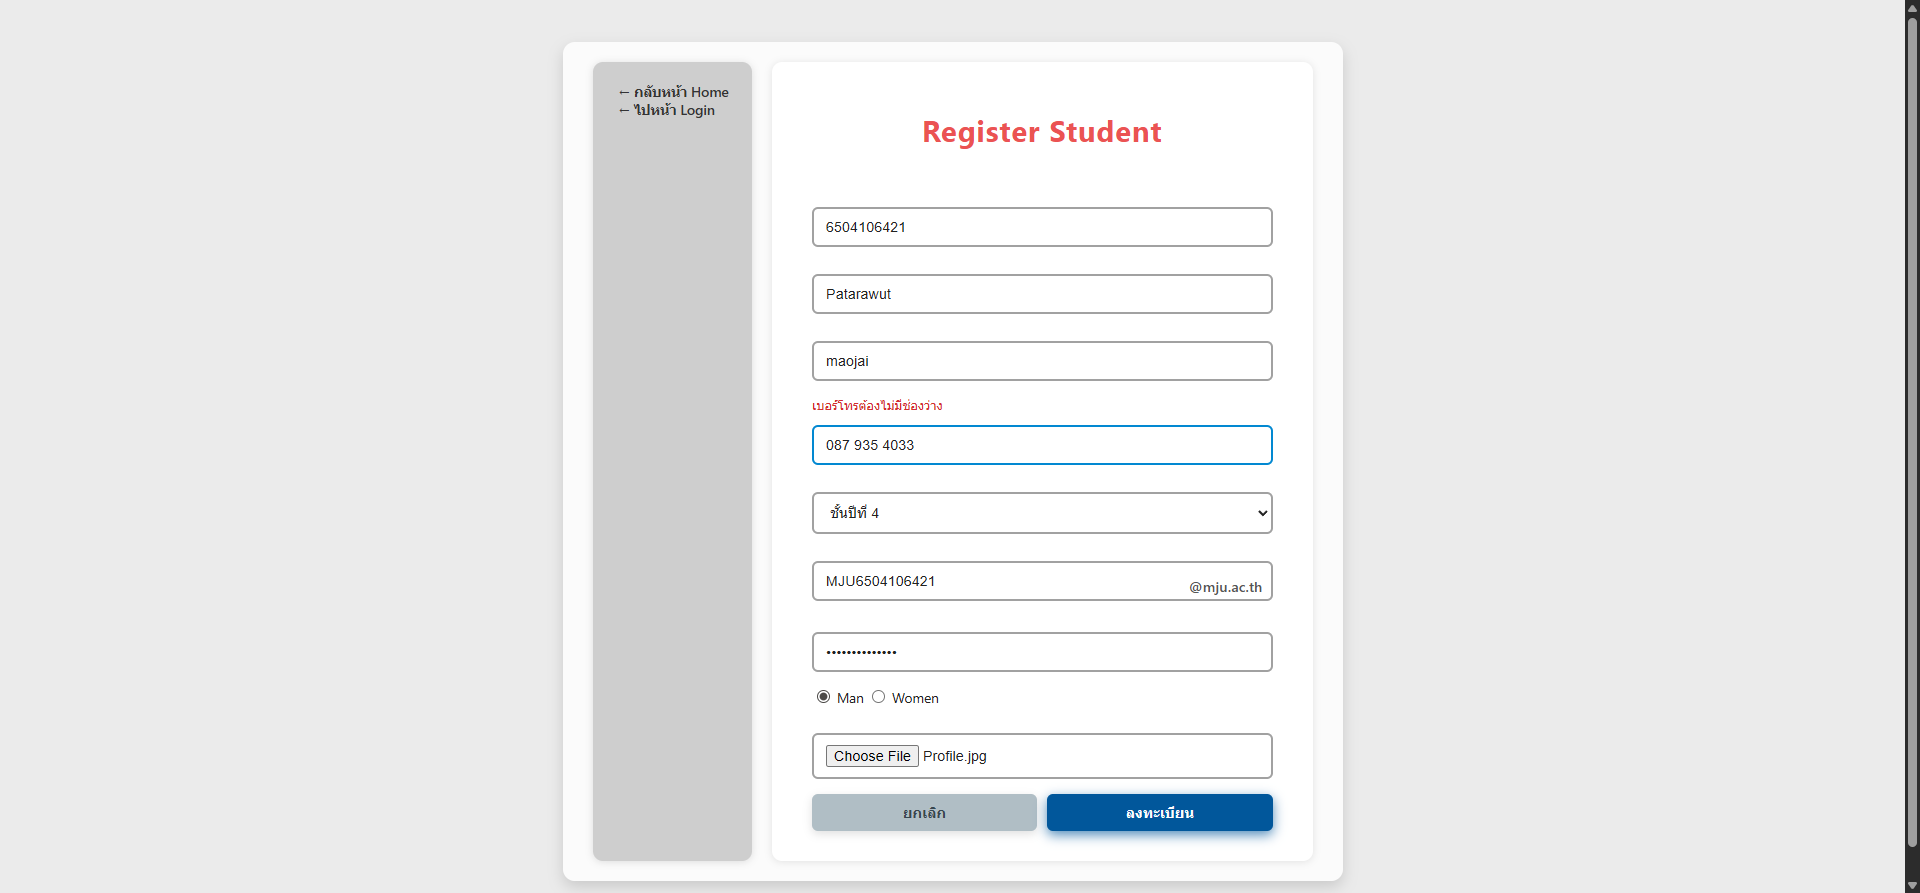 ← กลับหน้า Home
← ไปหน้า Login
Register Student
6504106421
Patarawut
maojai
เบอร์โทรต้องไม่มีช่องว่าง
087 935 4033
ชั้นปีที่ 4
MJU6504106421 @mju.ac.th
••••••••••••••
Man Women
Choose File Profile.jpg
ยกเลิก ลงทะเบียน